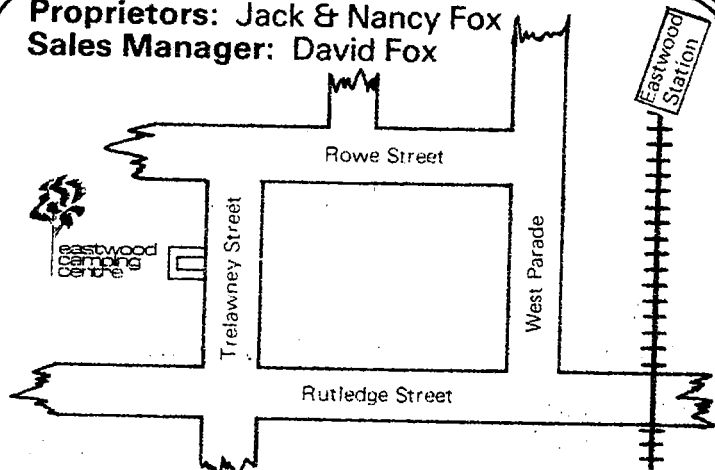 Proprietors: Jack & Nancy Fox
Sales Manager: David Fox
Eastwood
Station
Rowe Street
Trelawney Street
West Parade
eastwood
camping
centre
Rutledge Street